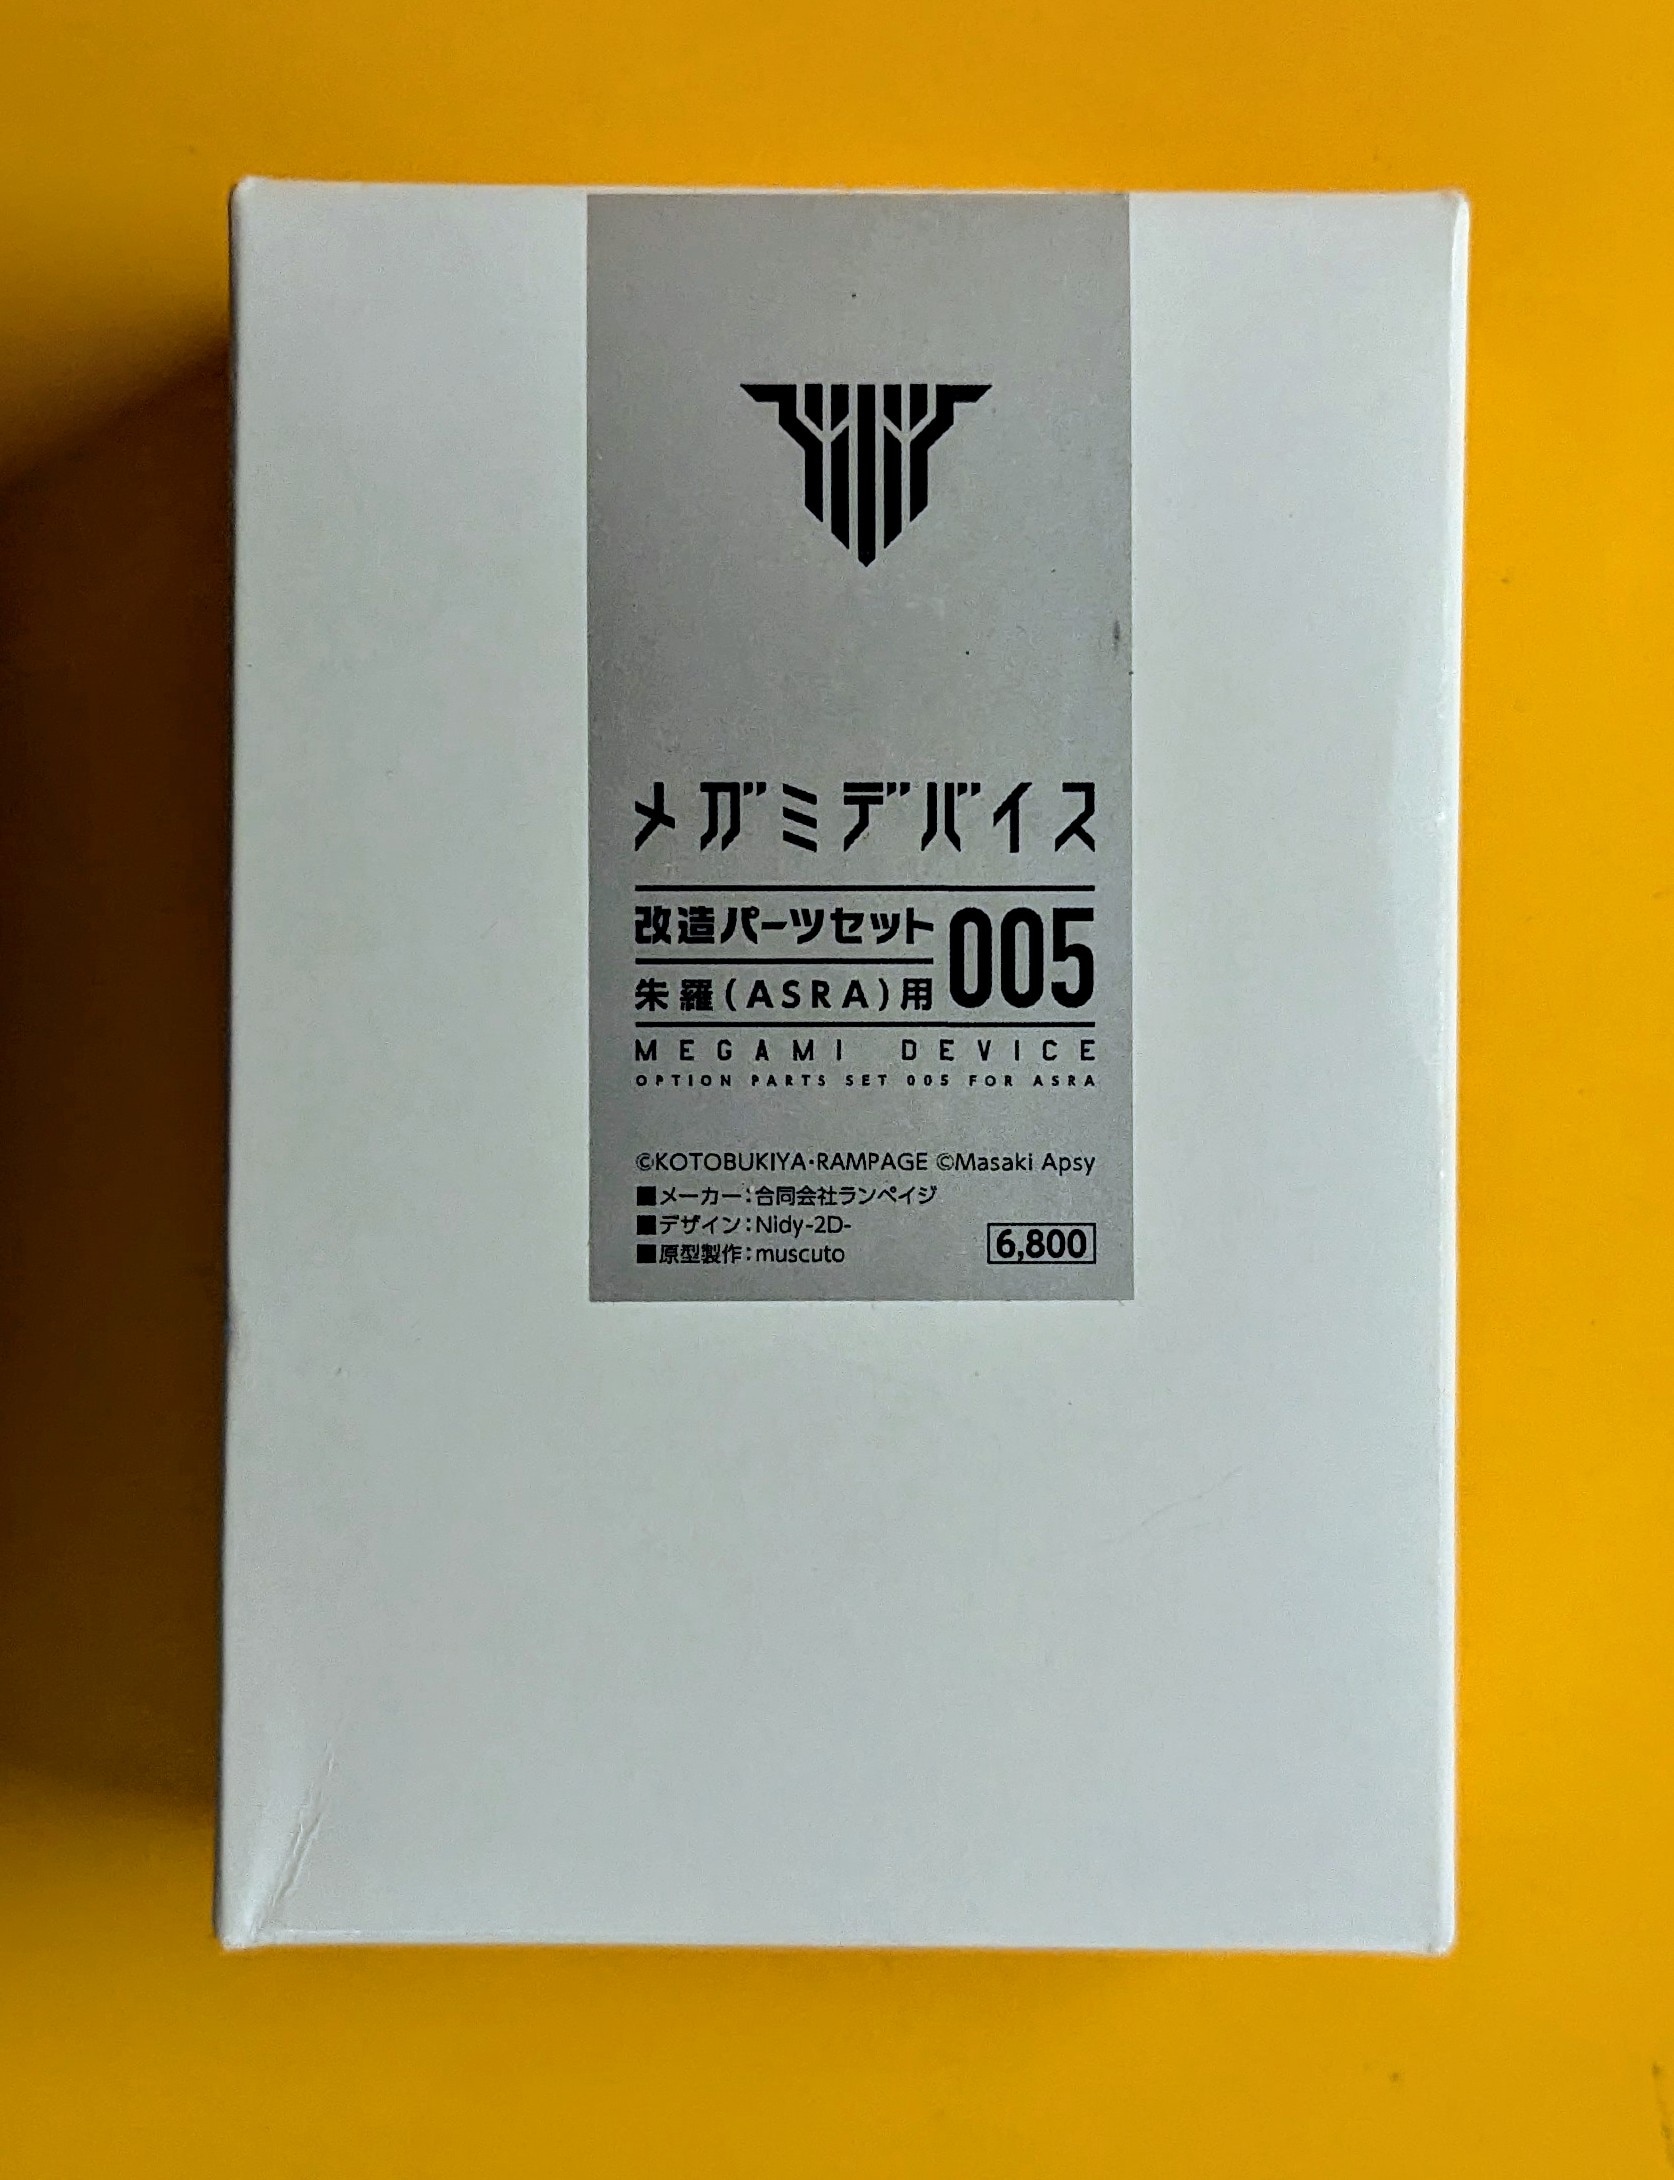 メガミデバイス
改造パーツセット 005
朱羅(ASRA)用
MEGAMI DEVICE
OPTION PARTS SET 005 FOR ASRA
©KOTOBUKIYA・RAMPAGE ©Masaki Apsy
■メーカー:合同会社ランペイジ
■デザイン:Nidy-2D-
■原型製作:muscuto
6,800